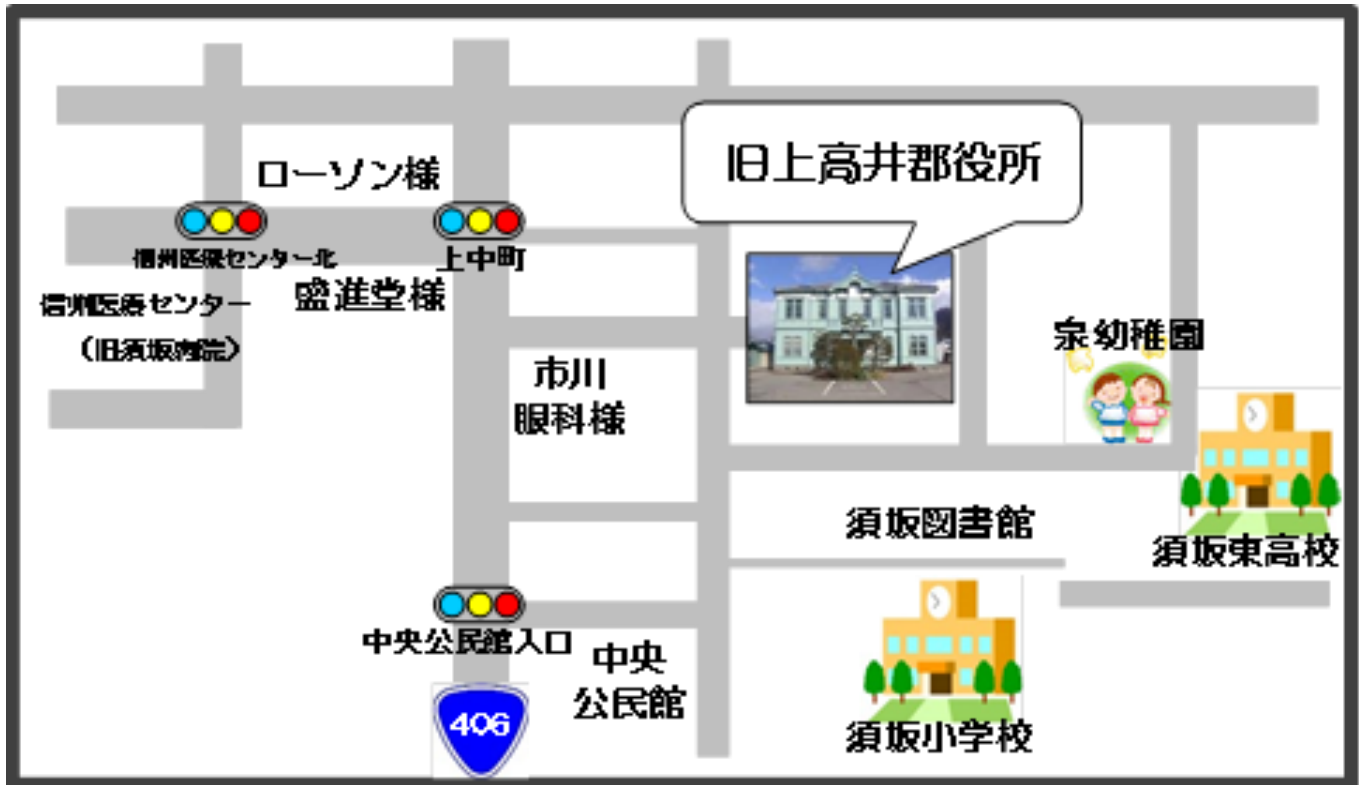 旧上高井郡役所
ローソン様
信州医療センター北
上中町
盛進堂様
信州医療センター
（旧須坂病院）
市川
眼科様
泉幼稚園
須坂図書館
須坂東高校
中央公民館入口
中央
公民館
406
須坂小学校